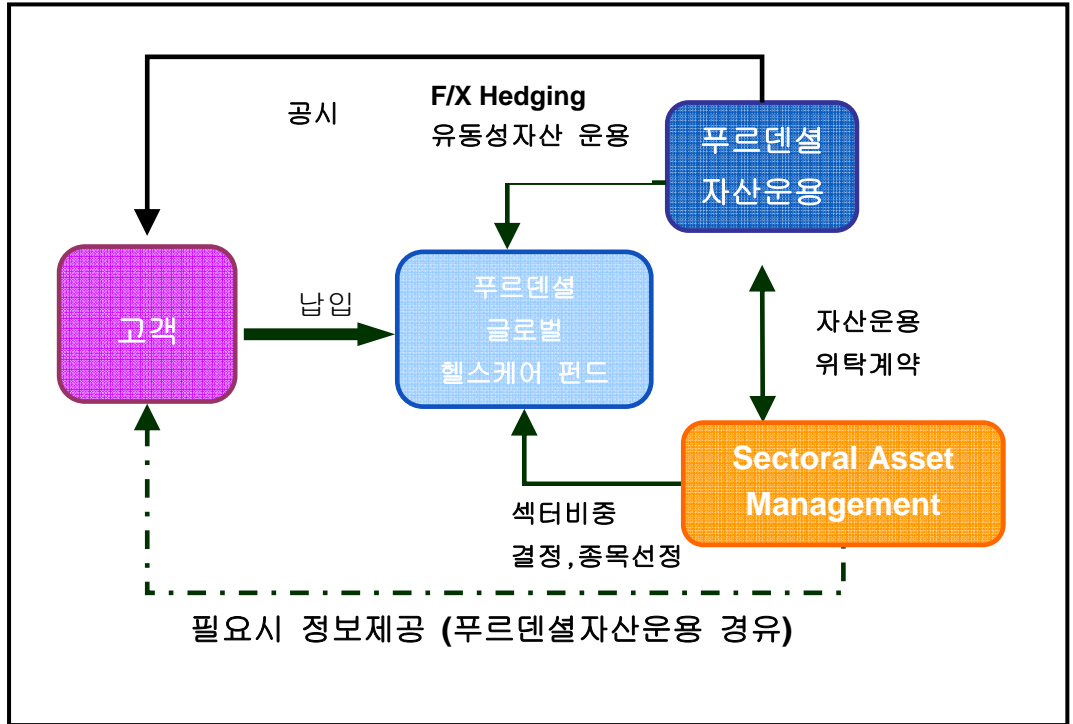 공시
F/X Hedging
유동성자산 운용
푸르덴셜
자산운용
고객
납입
푸르덴셜
글로벌
헬스케어 펀드
자산운용
위탁계약
Sectoral Asset
Management
섹터비중
결정,종목선정
필요시 정보제공 (푸르덴셜자산운용 경유)